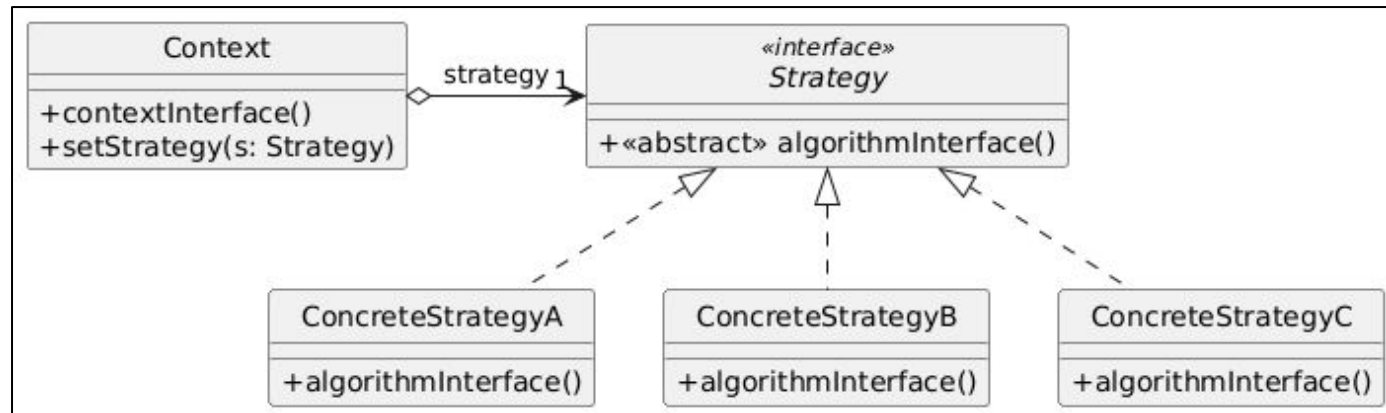 Context
+contextInterface()
+setStrategy(s: Strategy)
strategy 1
«interface»
Strategy
+«abstract» algorithmInterface()
ConcreteStrategyA
+algorithmInterface()
ConcreteStrategyB
+algorithmInterface()
ConcreteStrategyC
+algorithmInterface()